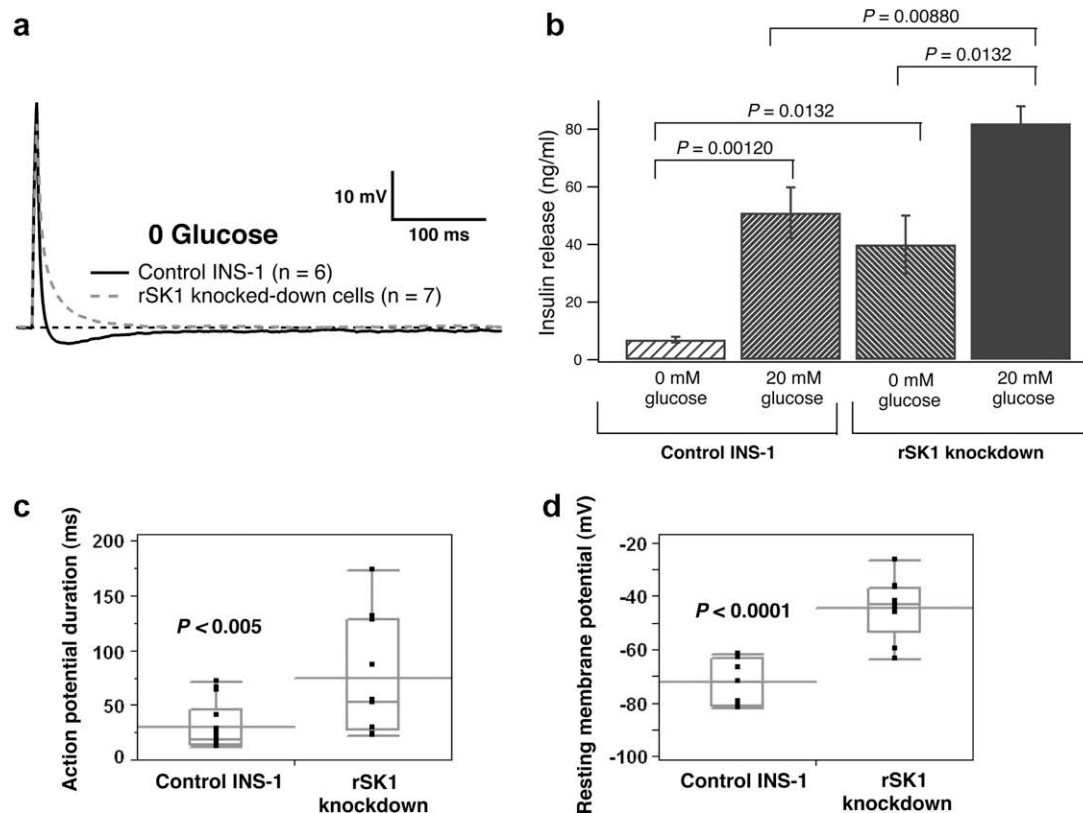 a
10 mV
100 ms
0 Glucose
Control INS-1 (n = 6)
rSK1 knocked-down cells (n = 7)
b
P = 0.00880
P = 0.0132
P = 0.0132
P = 0.00120
Insulin release (ng/ml)
80
60
40
20
0
0 mM
glucose
20 mM
glucose
0 mM
glucose
20 mM
glucose
Control INS-1
rSK1 knockdown
c
Action potential duration (ms)
200
150
100
50
0
P < 0.005
Control INS-1
rSK1
knockdown
d
Resting membrane potential (mV)
-20
-40
-60
-80
-100
P < 0.0001
Control INS-1
rSK1
knockdown